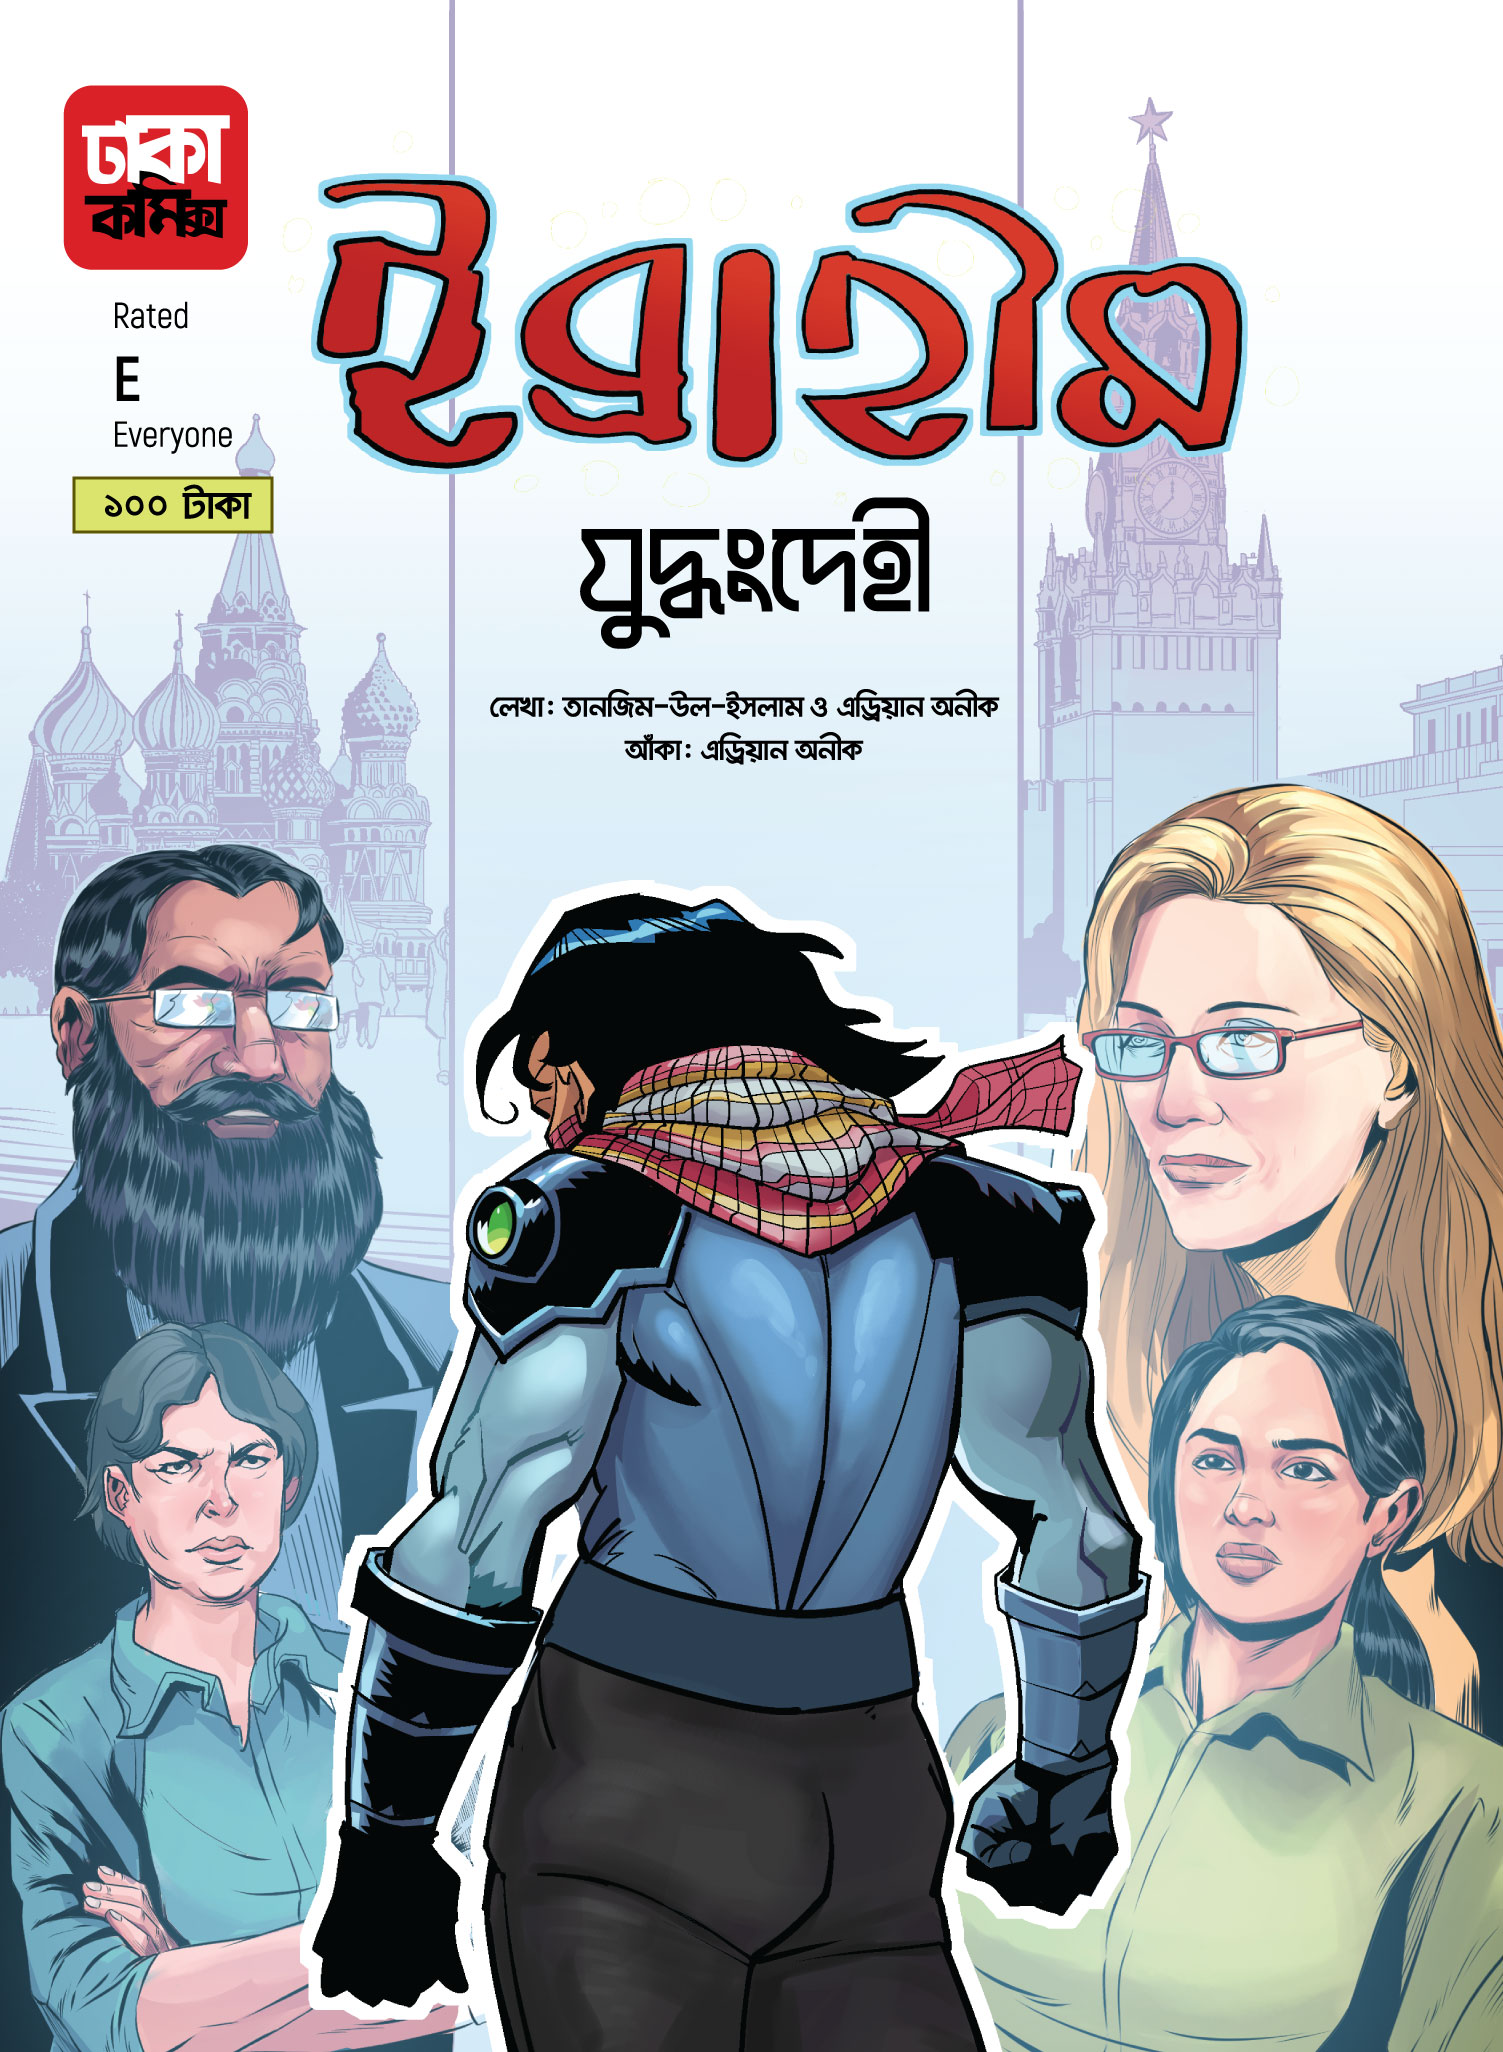 ঢাকা
কমিক্স
Rated
E
Everyone
১০০ টাকা
ইব্রাহীম
যুদ্ধংদেহী
লেখা: তানজিম-উল-ইসলাম ও এড্রিয়ান অনীক
আঁকা: এড্রিয়ান অনীক